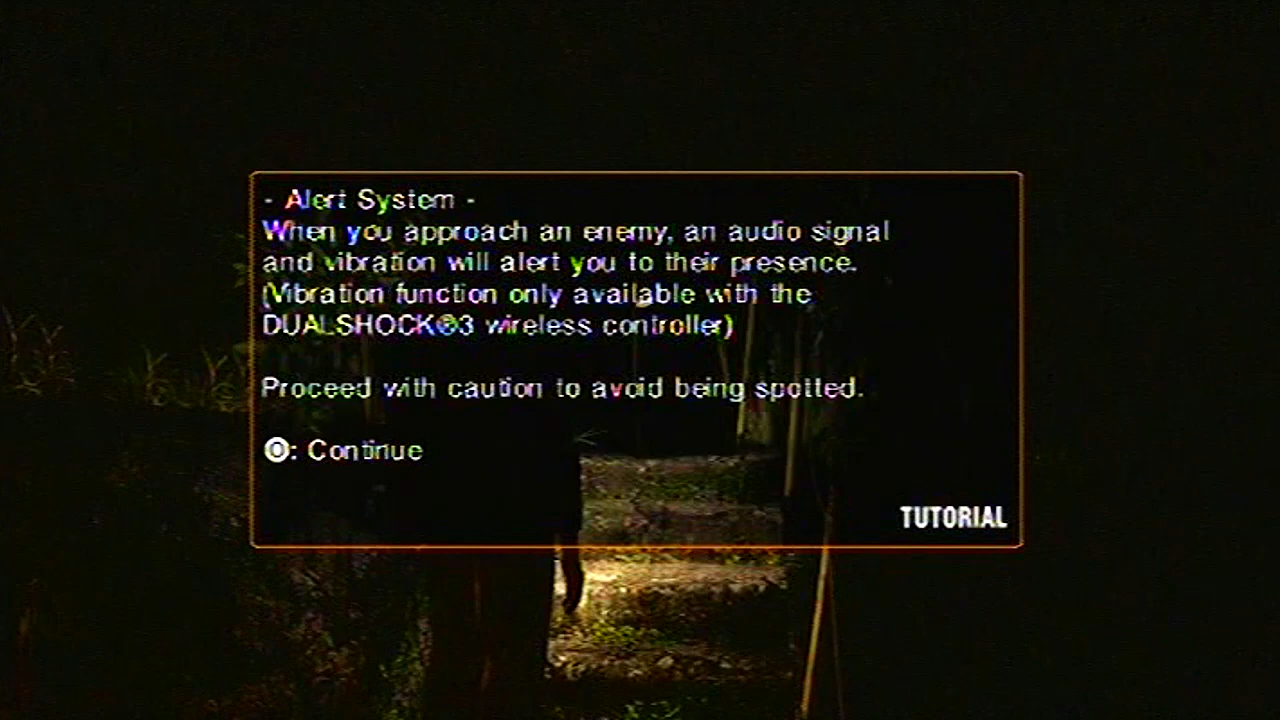 - Alert System -
When you approach an enemy, an audio signal
and vibration will alert you to their presence.
(Vibration function only available with the
DUALSHOCK®3 wireless controller)
Proceed with caution to avoid being spotted.
: Continue
TUTORIAL